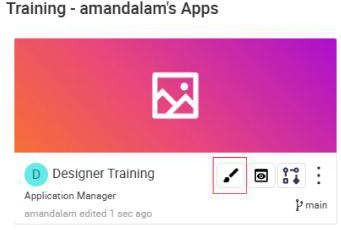 Training - amandalam's Apps
D Designer Training
Application Manager
amandalam edited 1 sec ago
main